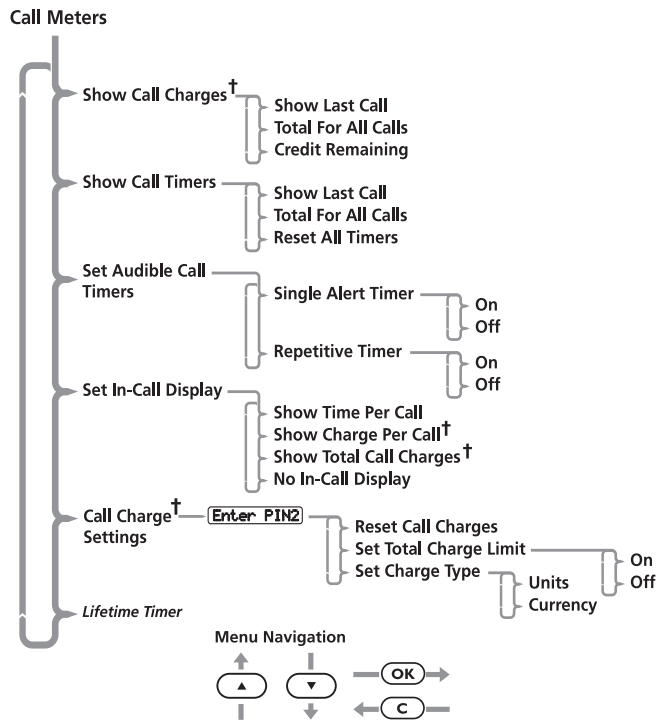 Call Meters
Show Call Charges†
Show Last Call
Total For All Calls
Credit Remaining
Show Call Timers
Show Last Call
Total For All Calls
Reset All Timers
Set Audible Call
Timers
Single Alert Timer
On
Off
Repetitive Timer
On
Off
Set In-Call Display
Show Time Per Call
Show Charge Per Call†
Show Total Call Charges†
No In-Call Display
Call Charge†
Settings
Enter PIN2
Reset Call Charges
Set Total Charge Limit
On
Off
Set Charge Type
Units
Currency
Lifetime Timer
Menu Navigation
OK
C